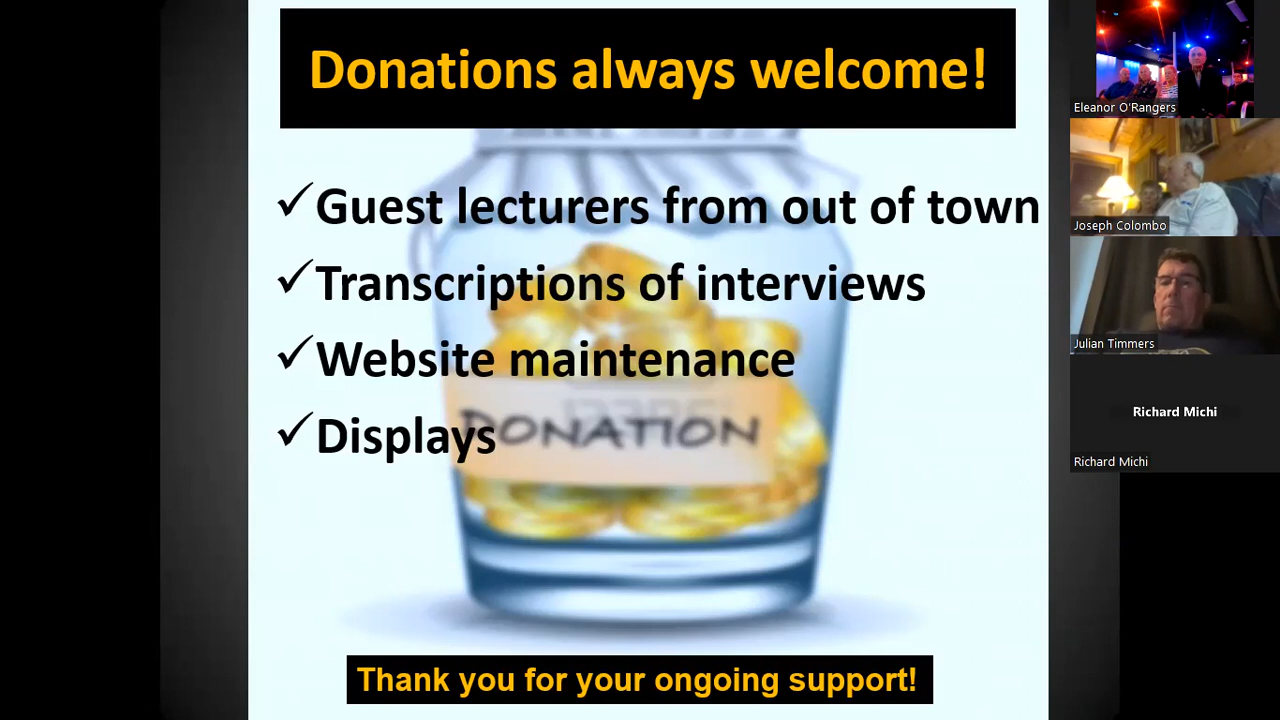 Donations always welcome!
✓Guest lecturers from out of town
✓Transcriptions of interviews
✓Website maintenance
✓Displays
DONATION
Thank you for your ongoing support!
Eleanor O'Rangers
Joseph Colombo
Julian Timmers
Richard Michi
Richard Michi